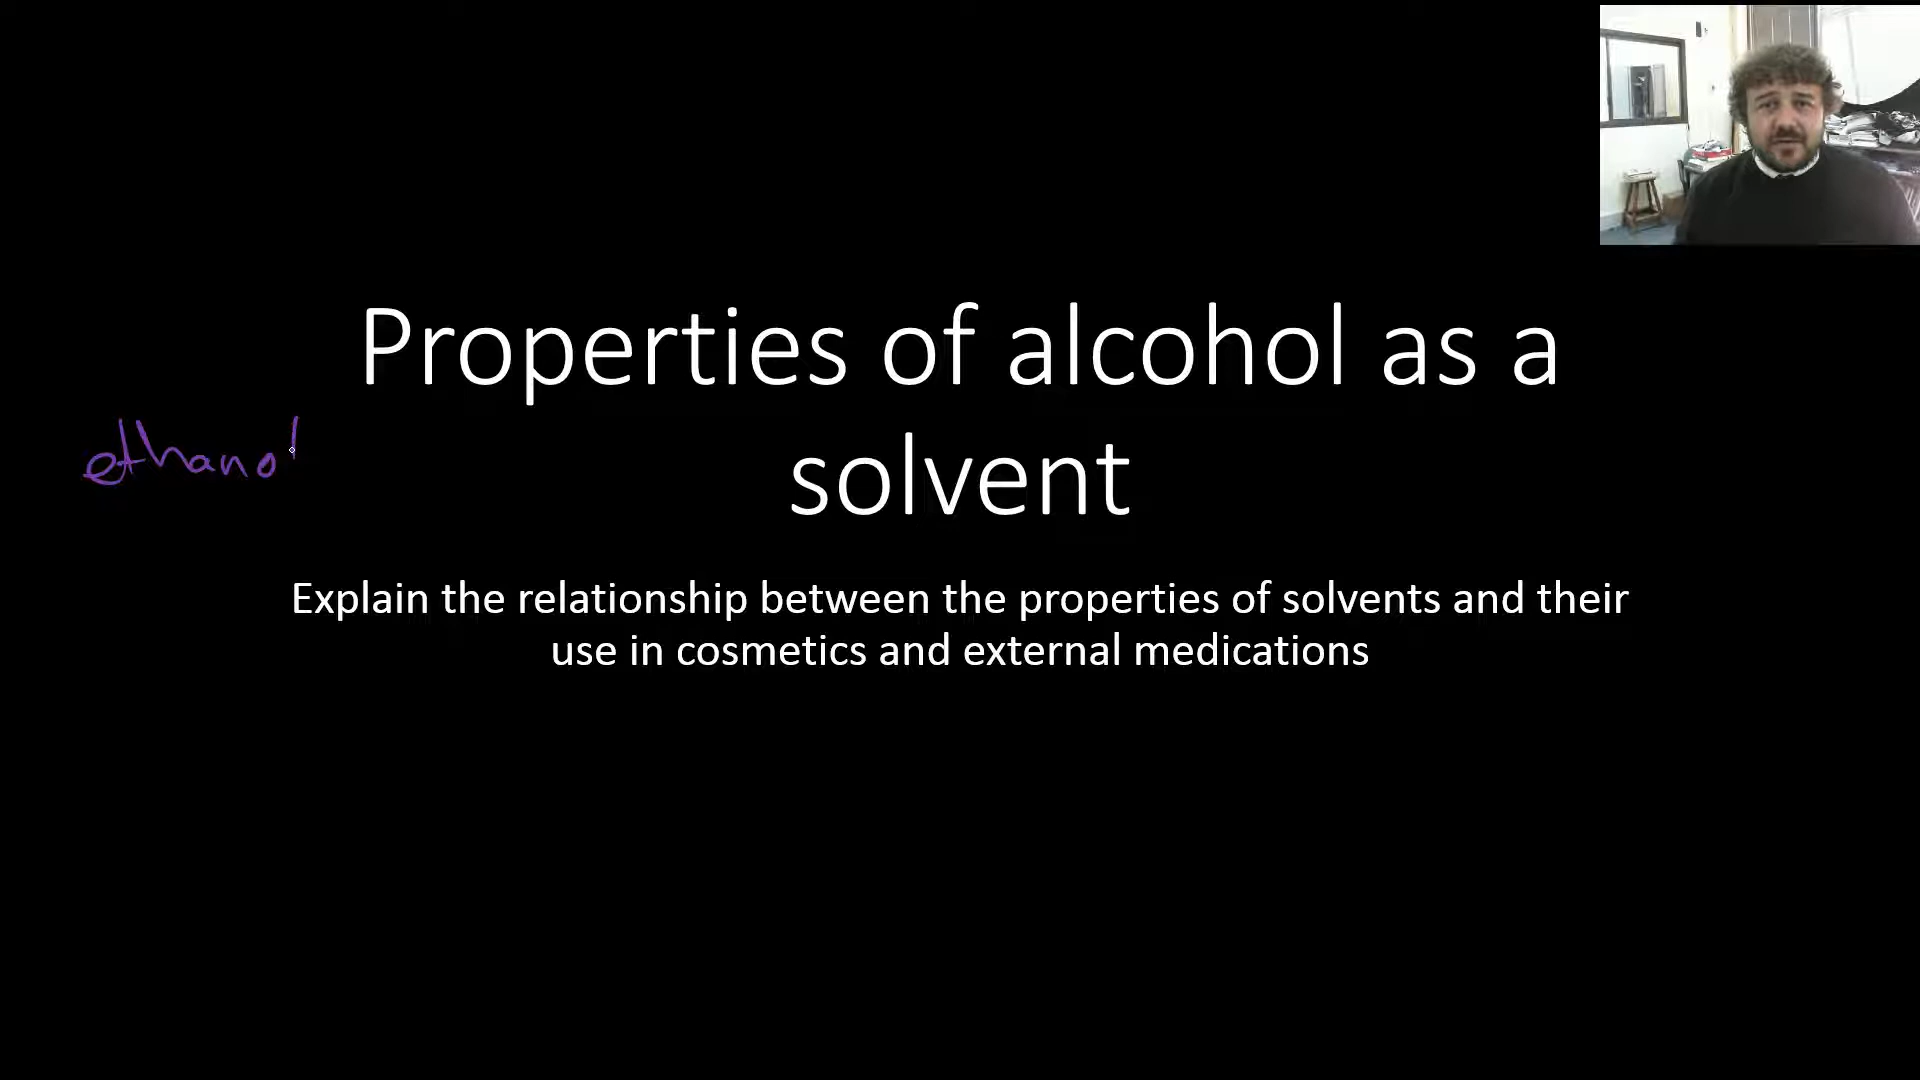 Properties of alcohol as a
solvent
ethanol
Explain the relationship between the properties of solvents and their
use in cosmetics and external medications